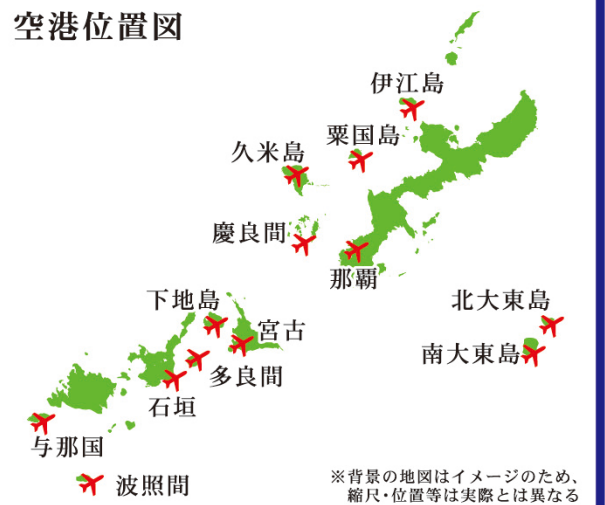 空港位置図
伊江島
粟国島
久米島
慶良間
那覇
北大東島
南大東島
下地島
宮古
多良間
石垣
与那国
波照間
※背景の地図はイメージのため、
縮尺・位置等は実際とは異なる